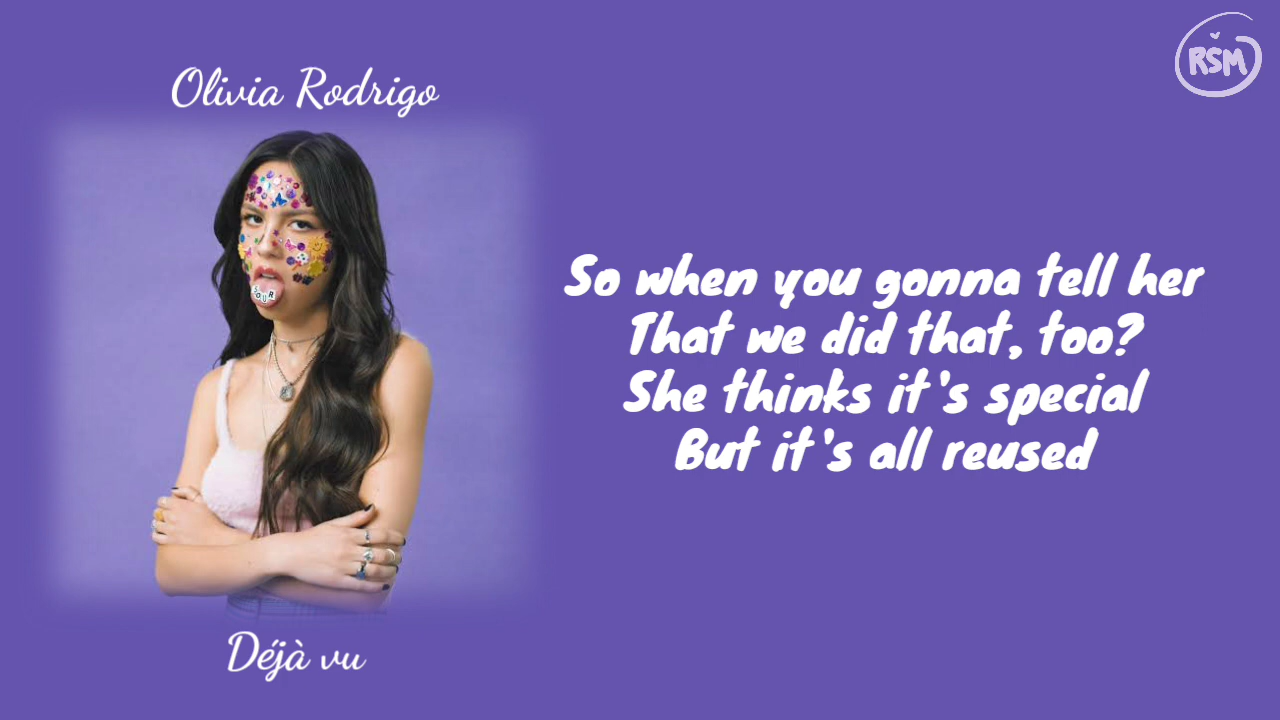 Olivia Rodrigo
SOUR
Déjà vu
So when you gonna tell her
That we did that, too?
She thinks it's special
But it's all reused
RSM